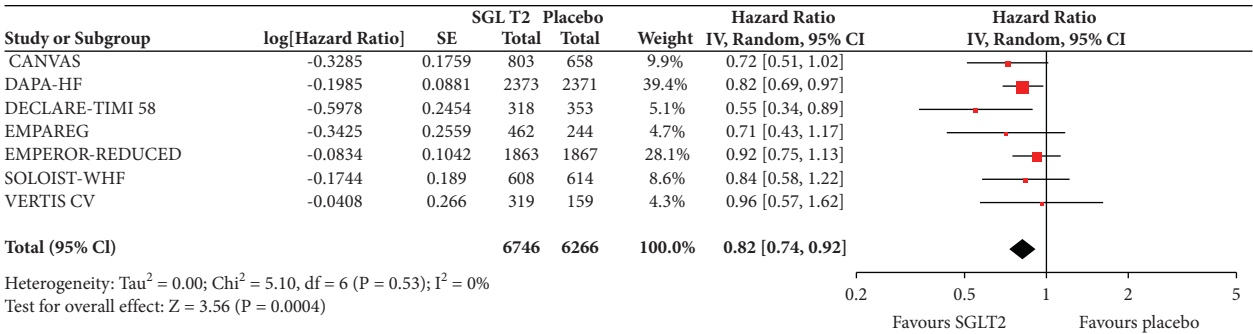 SGL T2 Placebo Hazard Ratio Hazard Ratio
Study or Subgroup log[Hazard Ratio] SE Total Total Weight IV, Random, 95% CI IV, Random, 95% CI
CANVAS -0.3285 0.1759 803 658 9.9% 0.72 [0.51, 1.02]
DAPA-HF -0.1985 0.0881 2373 2371 39.4% 0.82 [0.69, 0.97]
DECLARE-TIMI 58 -0.5978 0.2454 318 353 5.1% 0.55 [0.34, 0.89]
EMPAREG -0.3425 0.2559 462 244 4.7% 0.71 [0.43, 1.17]
EMPEROR-REDUCED -0.0834 0.1042 1863 1867 28.1% 0.92 [0.75, 1.13]
SOLOIST-WHF -0.1744 0.189 608 614 8.6% 0.84 [0.58, 1.22]
VERTIS CV -0.0408 0.266 319 159 4.3% 0.96 [0.57, 1.62]
Total (95% Cl) 6746 6266 100.0% 0.82 [0.74, 0.92]
Heterogeneity: Tau² = 0.00; Chi² = 5.10, df = 6 (P = 0.53); I² = 0%
Test for overall effect: Z = 3.56 (P = 0.0004)
0.2 0.5 1 2 5
Favours SGLT2 Favours placebo